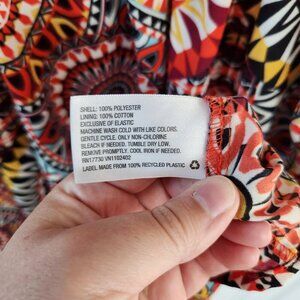 SHELL: 100% POLYESTER
LINING: 100% COTTON
EXCLUSIVE OF ELASTIC
MACHINE WASH COLD WITH LIKE COLORS.
GENTLE CYCLE. ONLY NON-CHLORINE
BLEACH IF NEEDED. TUMBLE DRY LOW.
REMOVE PROMPTLY. COOL IRON IF NEEDED.
RN17730 VN1102402
LABEL MADE FROM 100% RECYCLED PLASTIC